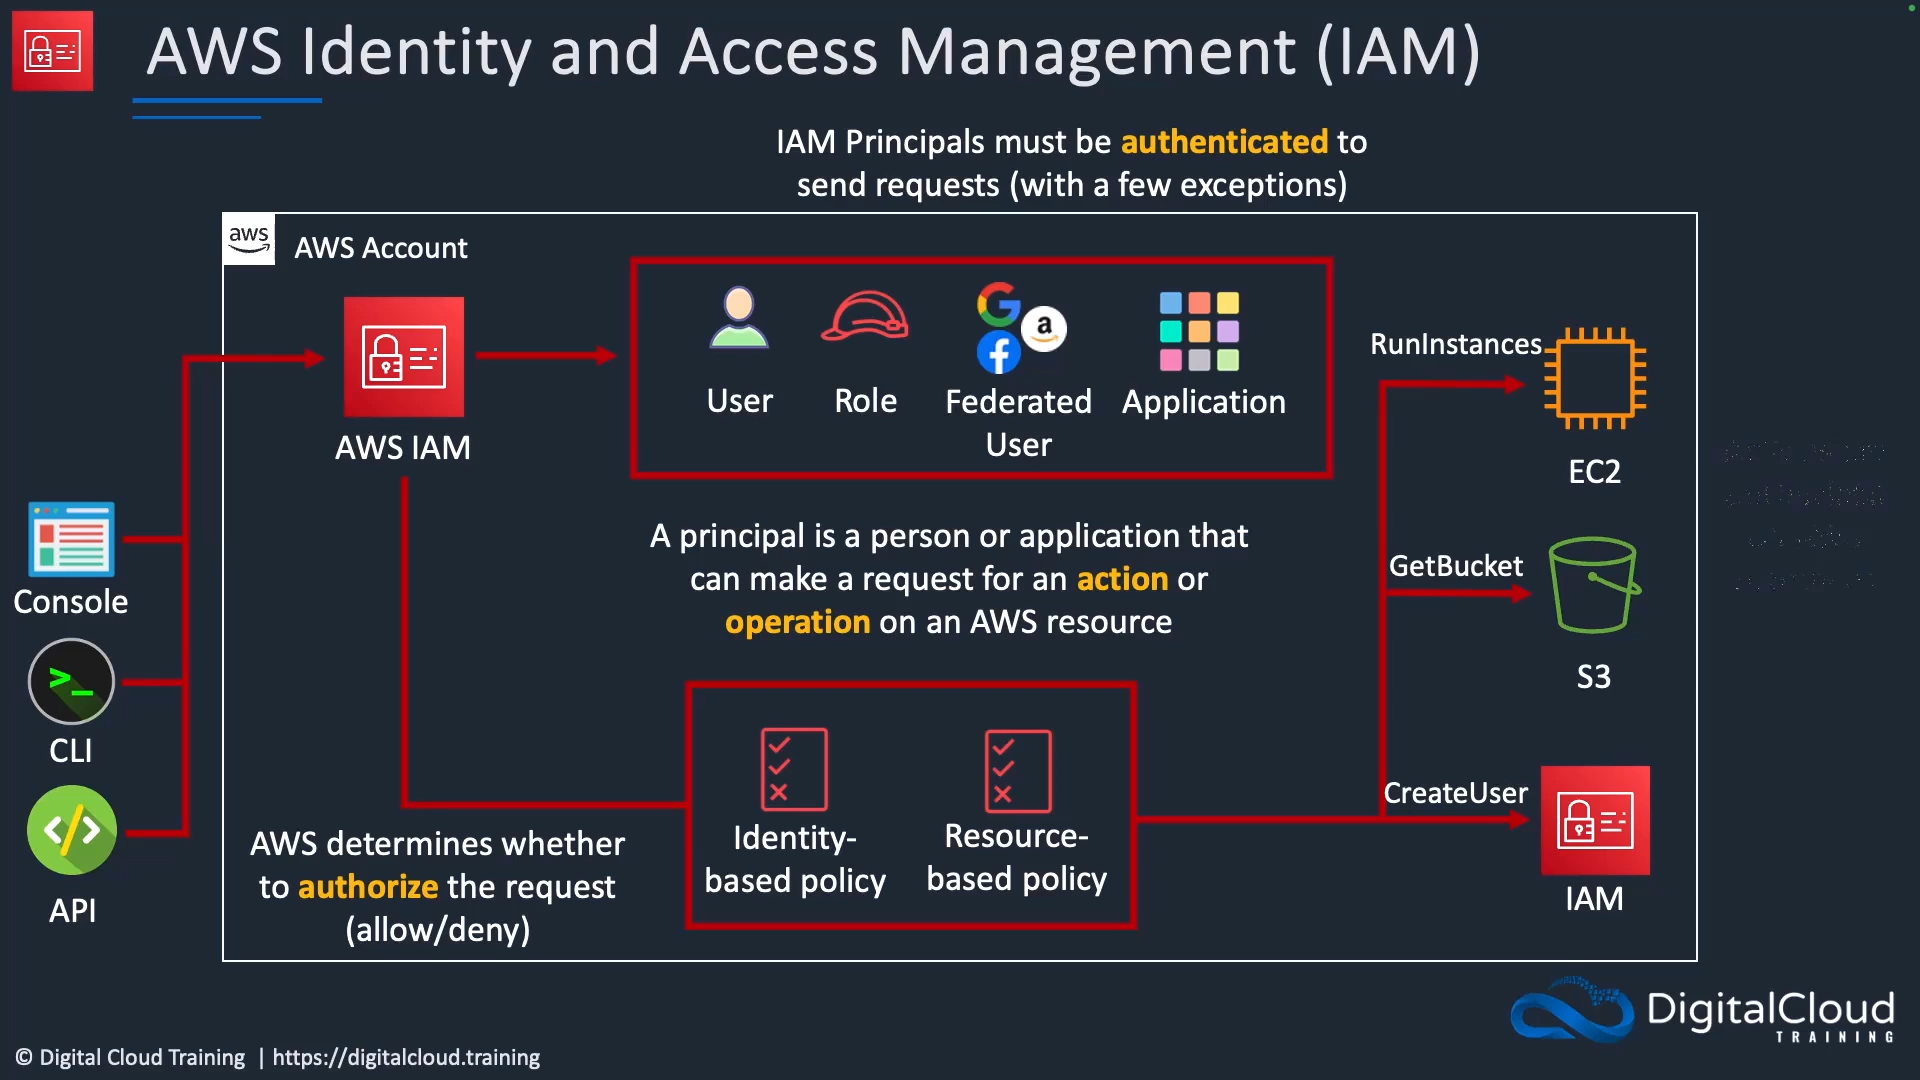 AWS Identity and Access Management (IAM)
IAM Principals must be authenticated to
send requests (with a few exceptions)
aws
AWS Account
AWS IAM
User
Role
a
Federated
User
Application
RunInstances
EC2
A principal is a person or application that
can make a request for an action or
operation on an AWS resource
GetBucket
S3
Console
>_
CLI
</>
API
AWS determines whether
to authorize the request
(allow/deny)
Identity-
based policy
Resource-
based policy
CreateUser
IAM
DigitalCloud
TRAINING
© Digital Cloud Training | https://digitalcloud.training